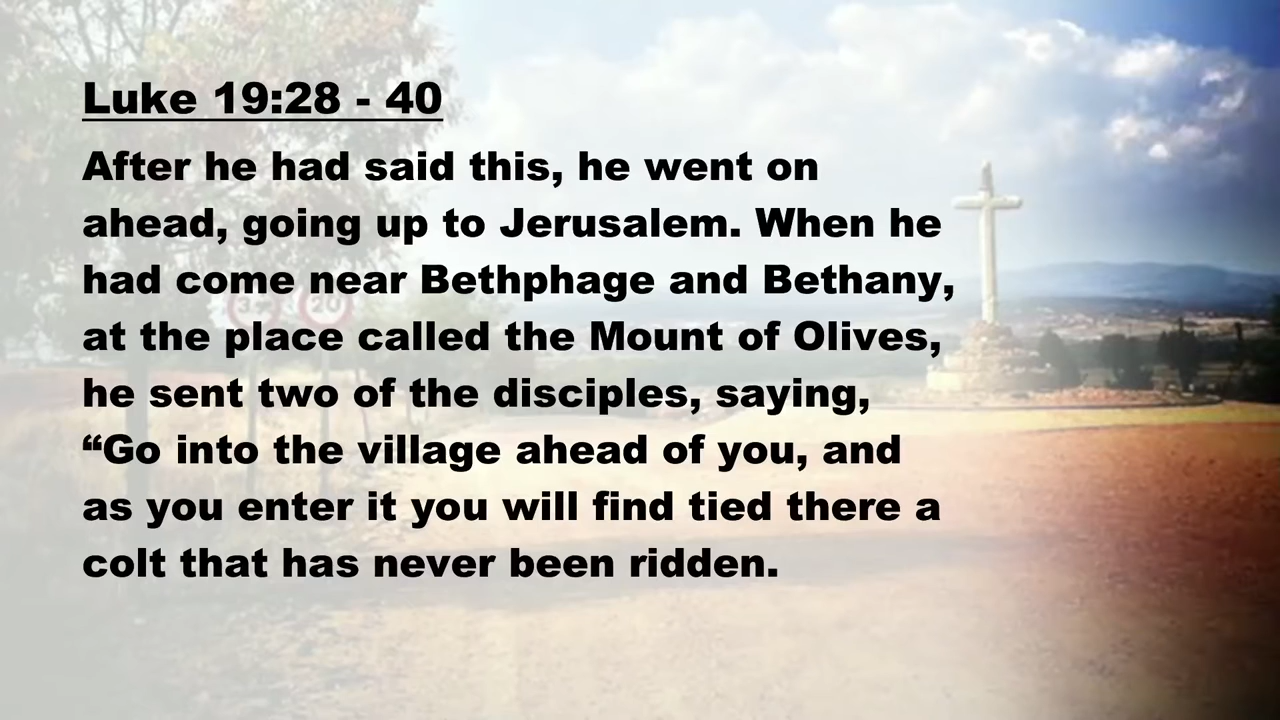 Luke 19:28 - 40
After he had said this, he went on
ahead, going up to Jerusalem. When he
had come near Bethphage and Bethany,
at the place called the Mount of Olives,
he sent two of the disciples, saying,
“Go into the village ahead of you, and
as you enter it you will find tied there a
colt that has never been ridden.
20